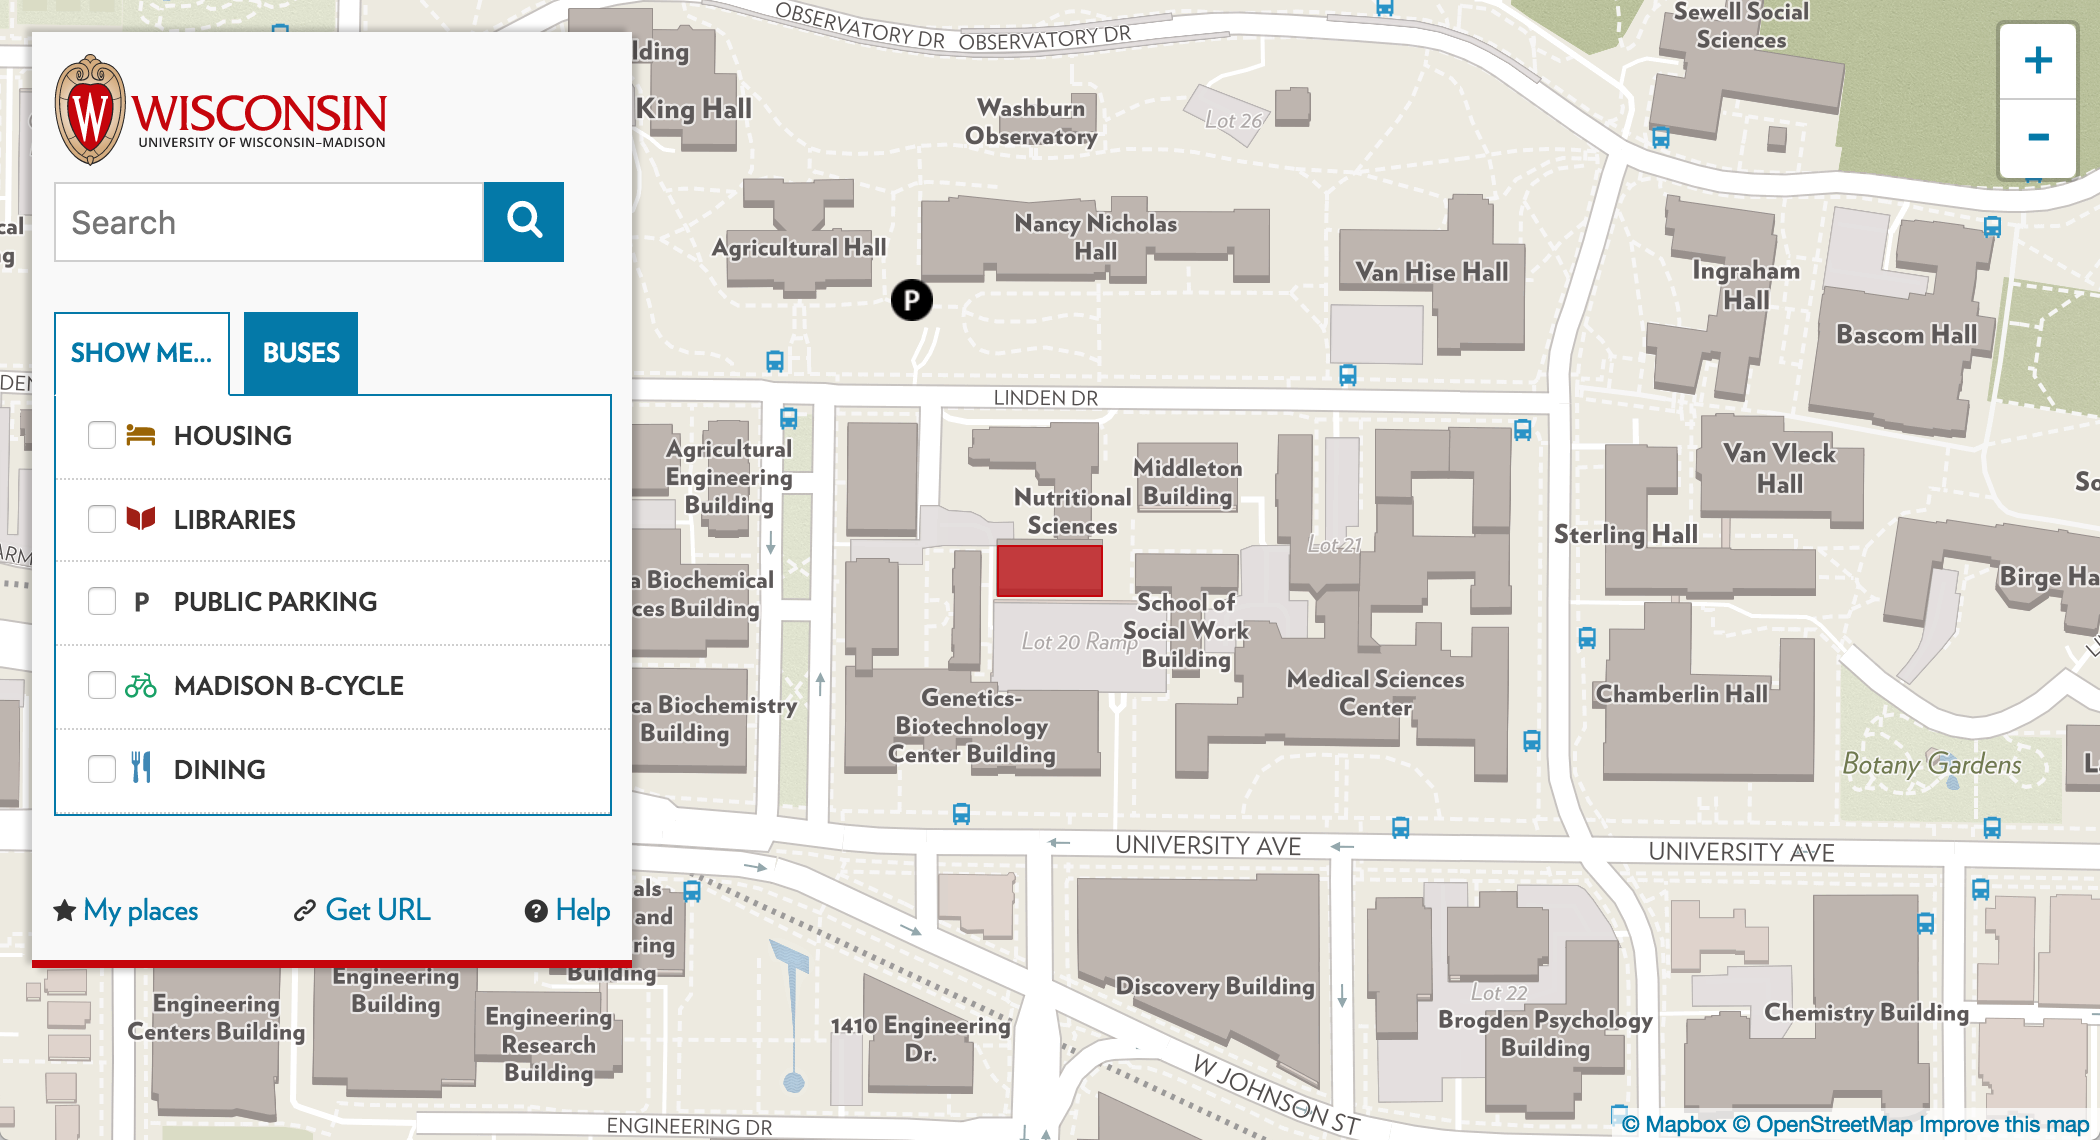 WISCONSIN
UNIVERSITY OF WISCONSIN–MADISON
Search
SHOW ME...
BUSES
HOUSING
LIBRARIES
P PUBLIC PARKING
MADISON B-CYCLE
DINING
My places
Get URL
Help
OBSERVATORY DR
OBSERVATORY DR
Sewell Social
Sciences
King Hall
Washburn
Observatory
Lot 26
Agricultural Hall
Nancy Nicholas
Hall
Van Hise Hall
Ingraham
Hall
Bascom Hall
P
LINDEN DR
Agricultural
Engineering
Building
Nutritional
Sciences
Middleton
Building
Lot 21
Van Vleck
Hall
Sterling Hall
Birge Ha
Biochemical
Building
Lot 20 Ramp
School of
Social Work
Building
Medical Sciences
Center
Chamberlin Hall
Biochemistry
Building
Genetics-
Biotechnology
Center Building
Botany Gardens
UNIVERSITY AVE
UNIVERSITY AVE
and
Building
Engineering
Centers Building
Engineering
Building
Engineering
Research
Building
1410 Engineering
Dr.
Discovery Building
Lot 22
Brogden Psychology
Building
Chemistry Building
W JOHNSON ST
ENGINEERING DR
© Mapbox © OpenStreetMap Improve this map